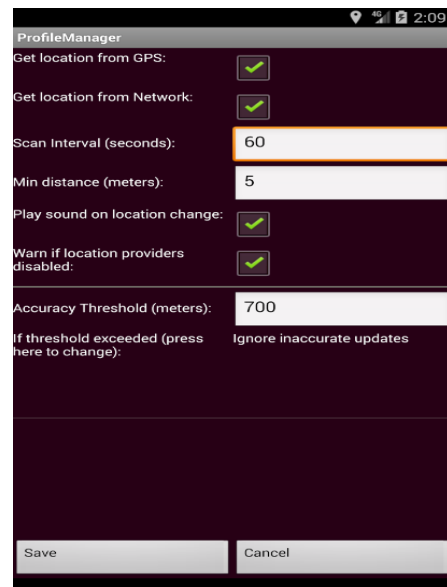 4G 2:09
ProfileManager
Get location from GPS:
Get location from Network:
Scan Interval (seconds): 60
Min distance (meters): 5
Play sound on location change:
Warn if location providers
disabled:
Accuracy Threshold (meters): 700
If threshold exceeded (press Ignore inaccurate updates
here to change):
Save Cancel